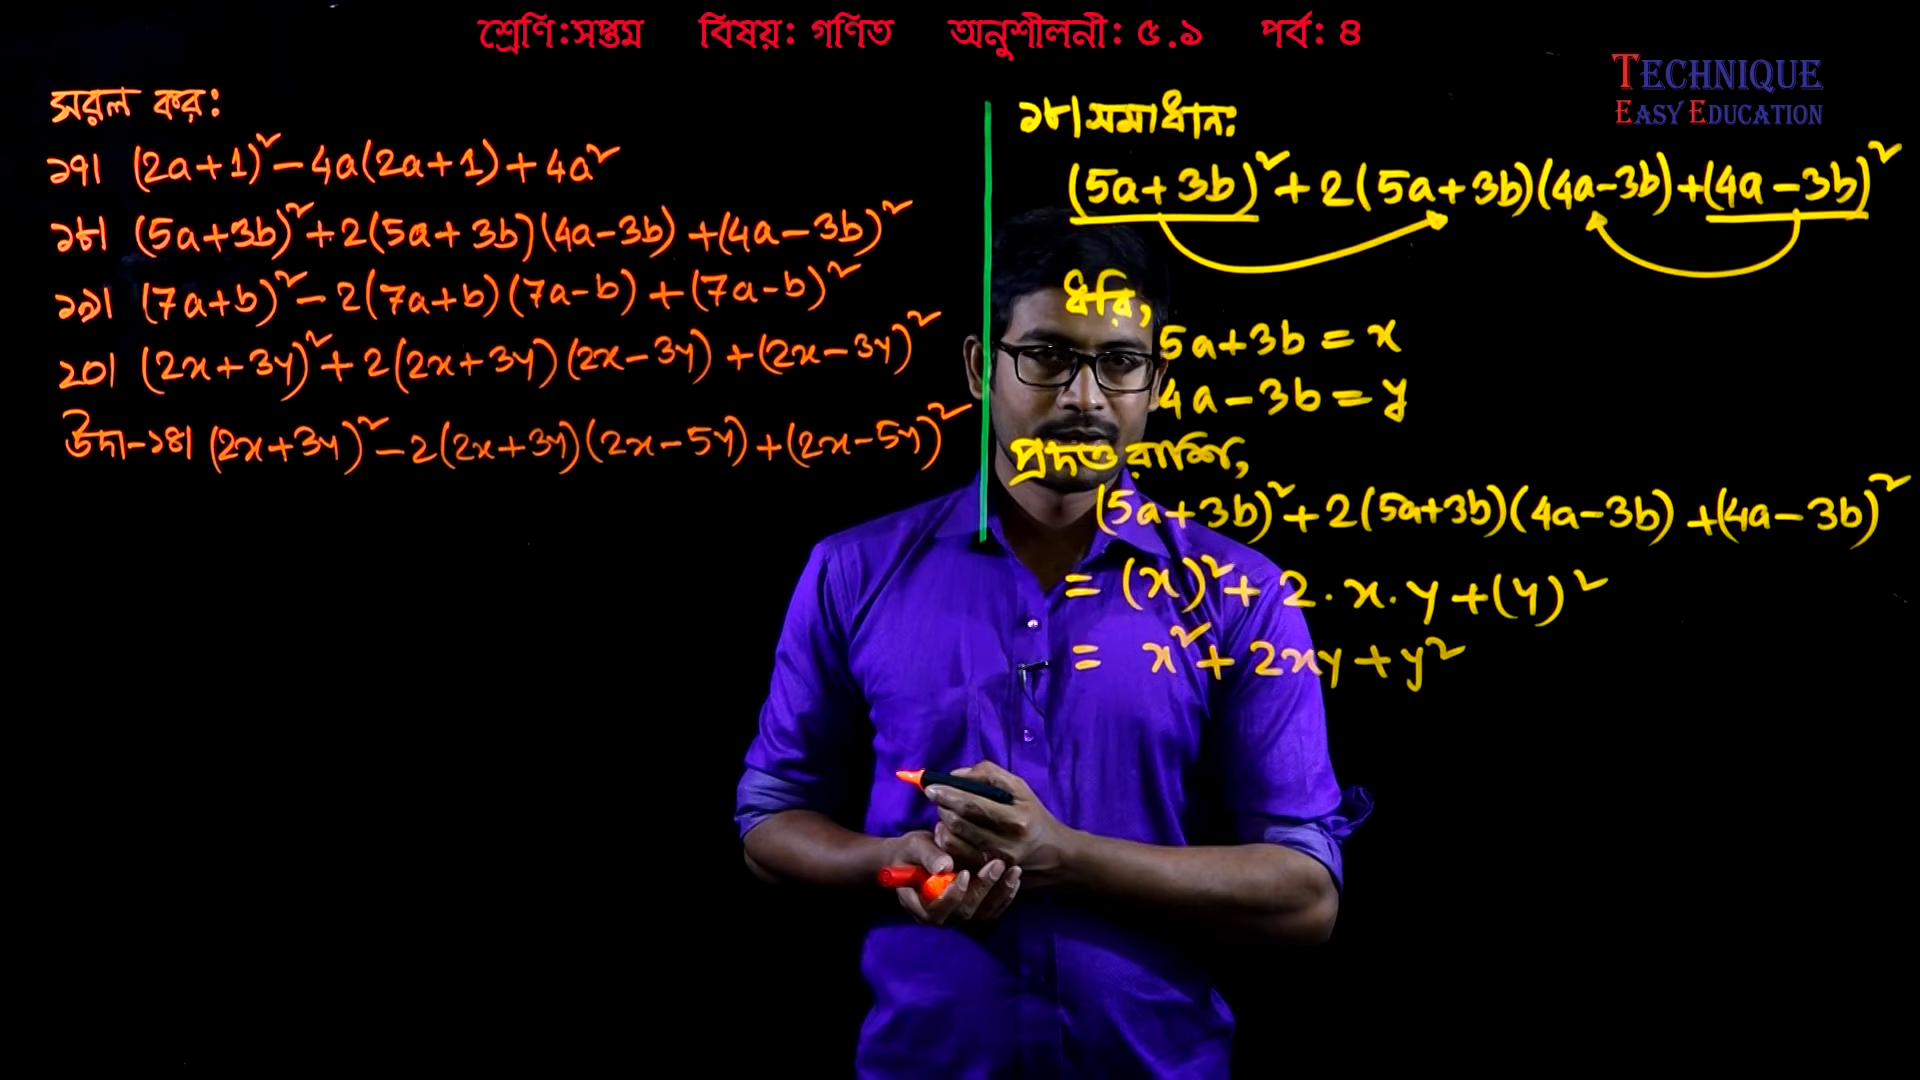 শ্রেণি:সপ্তম বিষয়: গণিত অনুশীলনী: ৫.১ পর্ব: ৪
TECHNIQUE
EASY EDUCATION
সরল কর:
১৭। (2a+1)² − 4a(2a+1) + 4a²
১৮। (5a+3b)² + 2(5a+3b)(4a−3b) + (4a−3b)²
১৯। (7a+b)² − 2(7a+b)(7a−b) + (7a−b)²
২০। (2x+3y)² + 2(2x+3y)(2x−3y) + (2x−3y)²
উদা-১৪। (2x+3y)² − 2(2x+3y)(2x−5y) + (2x−5y)²
১৮। সমাধান:
(5a+3b)² + 2(5a+3b)(4a−3b) + (4a−3b)²
ধরি,
5a+3b = x
4a−3b = y
প্রদত্ত রাশি,
(5a+3b)² + 2(5a+3b)(4a−3b) + (4a−3b)²
= (x)² + 2·x·y + (y)²
= x² + 2xy + y²